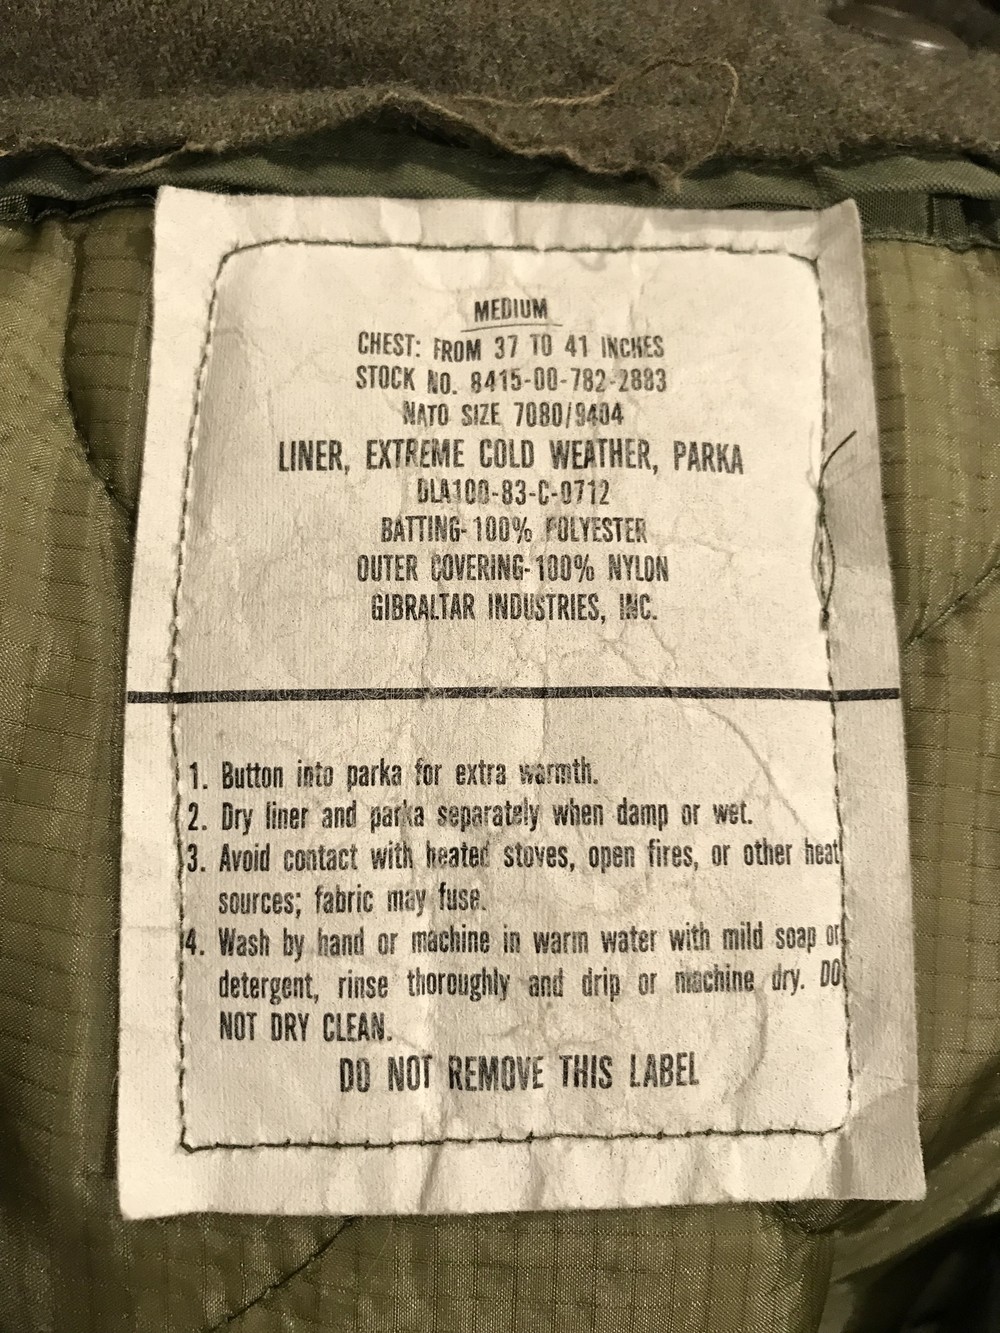 MEDIUM
CHEST: FROM 37 TO 41 INCHES
STOCK NO. 8415-00-782-2883
NATO SIZE 7080/9404
LINER, EXTREME COLD WEATHER, PARKA
DLA100-83-C-0712
BATTING-100% POLYESTER
OUTER COVERING-100% NYLON
GIBRALTAR INDUSTRIES, INC.
1. Button into parka for extra warmth.
2. Dry liner and parka separately when damp or wet.
3. Avoid contact with heated stoves, open fires, or other heat
sources; fabric may fuse.
4. Wash by hand or machine in warm water with mild soap or
detergent, rinse thoroughly and drip or machine dry. DO
NOT DRY CLEAN.
DO NOT REMOVE THIS LABEL